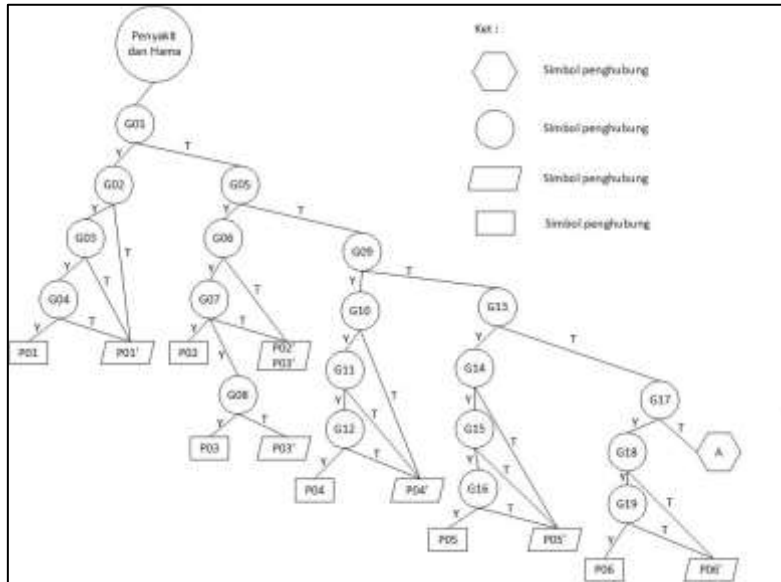 Penyakit
dan Hama
Ket :
Simbol penghubung
G01
Simbol penghubung
Y
T
G02
G05
Simbol penghubung
Y
Y
T
G03
G06
Simbol penghubung
T
G09
Y
Y
T
T
T
Y
G04
G07
G10
G13
Y
T
Y
T
P01
P01'
P02
P02'
P03'
Y
Y
T
Y
G11
G14
G08
T
G17
Y
T
Y
T
Y
T
Y
T
P03
P03'
G12
G15
G18
A
Y
T
Y
T
Y
T
P04
P04'
G16
G19
Y
T
Y
T
P05
P05'
P06
P06'